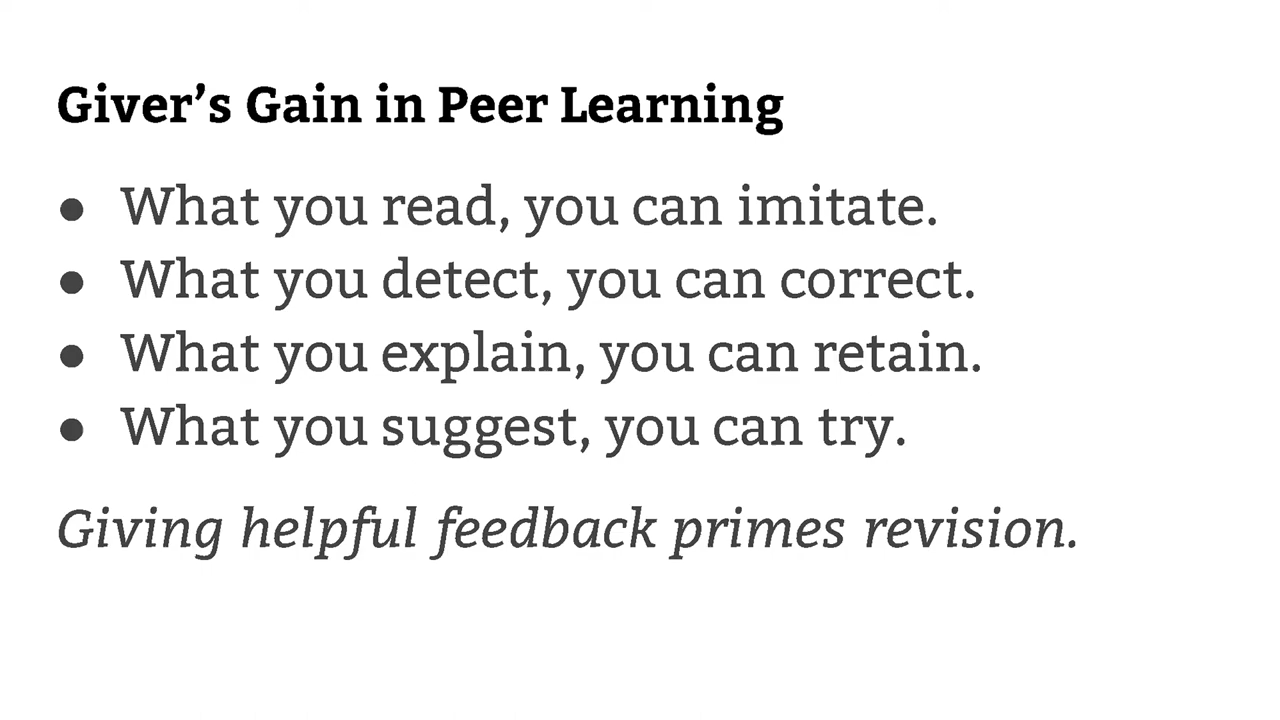 Giver’s Gain in Peer Learning
● What you read, you can imitate.
● What you detect, you can correct.
● What you explain, you can retain.
● What you suggest, you can try.
Giving helpful feedback primes revision.